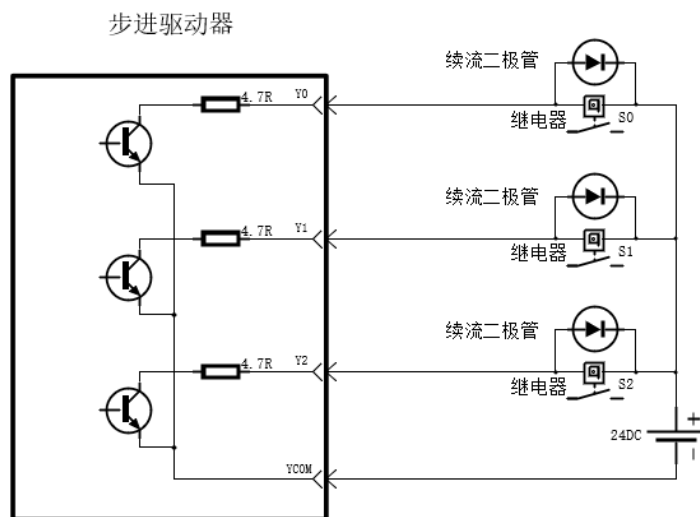 步进驱动器
续流二极管
4.7R Y0
继电器 S0
续流二极管
4.7R Y1
继电器 S1
续流二极管
4.7R Y2
继电器 S2
24DC + -
YCOM